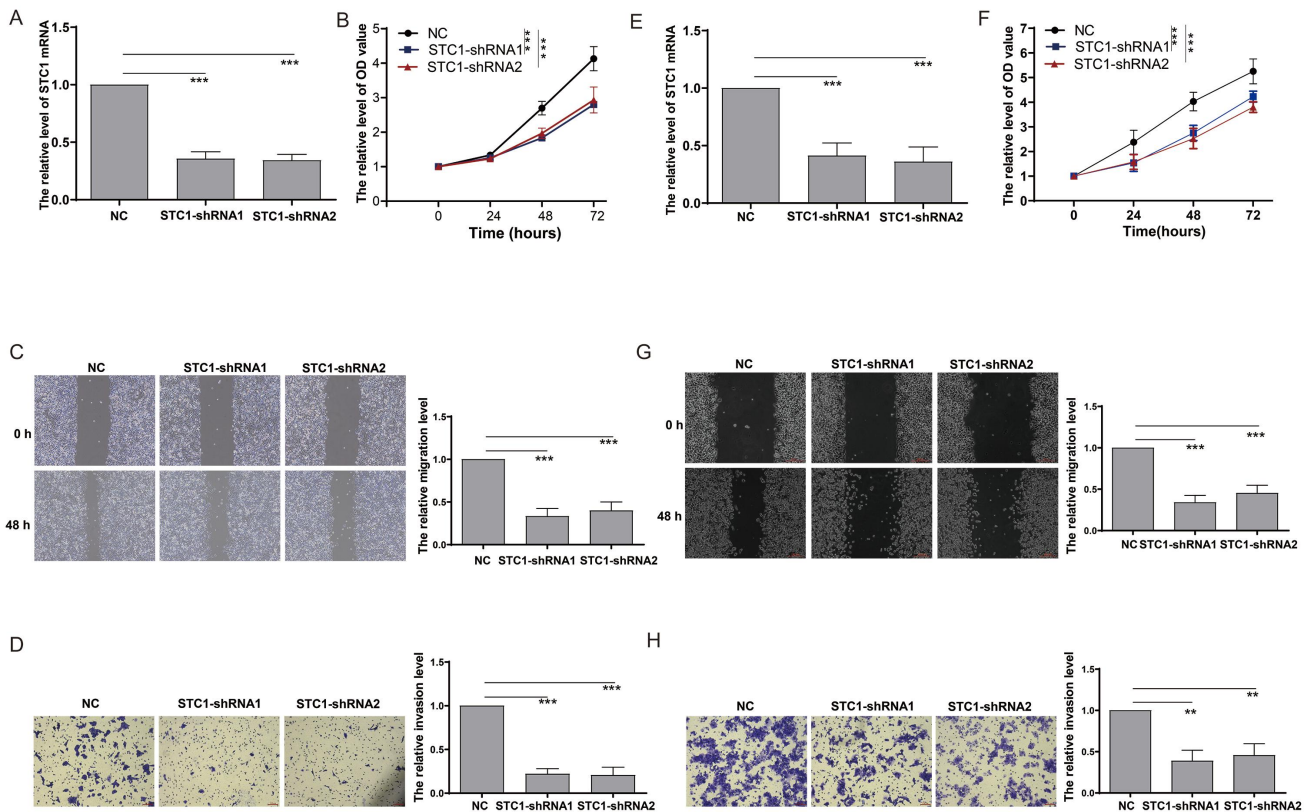 A
The relative level of STC1 mRNA
1.5
1.0
0.5
0.0
***
***
NC
STC1-shRNA1
STC1-shRNA2
B
The relative level of OD value
5
4
3
2
1
0
NC
STC1-shRNA1
STC1-shRNA2
***
***
0
24
48
72
Time (hours)
E
The relative level of STC1 mRNA
1.5
1.0
0.5
0.0
***
***
NC
STC1-shRNA1
STC1-shRNA2
F
The relative level of OD value
7
6
5
4
3
2
1
0
NC
STC1-shRNA1
STC1-shRNA2
***
***
0
24
48
72
Time(hours)
C
NC
STC1-shRNA1
STC1-shRNA2
0 h
48 h
The relative migration level
1.5
1.0
0.5
0.0
***
***
NC STC1-shRNA1 STC1-shRNA2
G
NC
STC1-shRNA1
STC1-shRNA2
0 h
48 h
The relative migration level
1.5
1.0
0.5
0.0
***
***
NC STC1-shRNA1 STC1-shRNA2
D
NC
STC1-shRNA1
STC1-shRNA2
The relative invasion level
1.5
1.0
0.5
0.0
***
***
NC STC1-shRNA1 STC1-shRNA2
H
NC
STC1-shRNA1
STC1-shRNA2
The relative invasion level
1.5
1.0
0.5
0.0
**
**
NC STC1-shRNA1 STC1-shRNA2